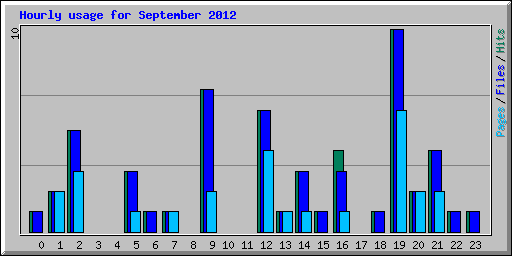 Hourly usage for September 2012
10
Pages / Files / Hits
0 1 2 3 4 5 6 7 8 9 10 11 12 13 14 15 16 17 18 19 20 21 22 23